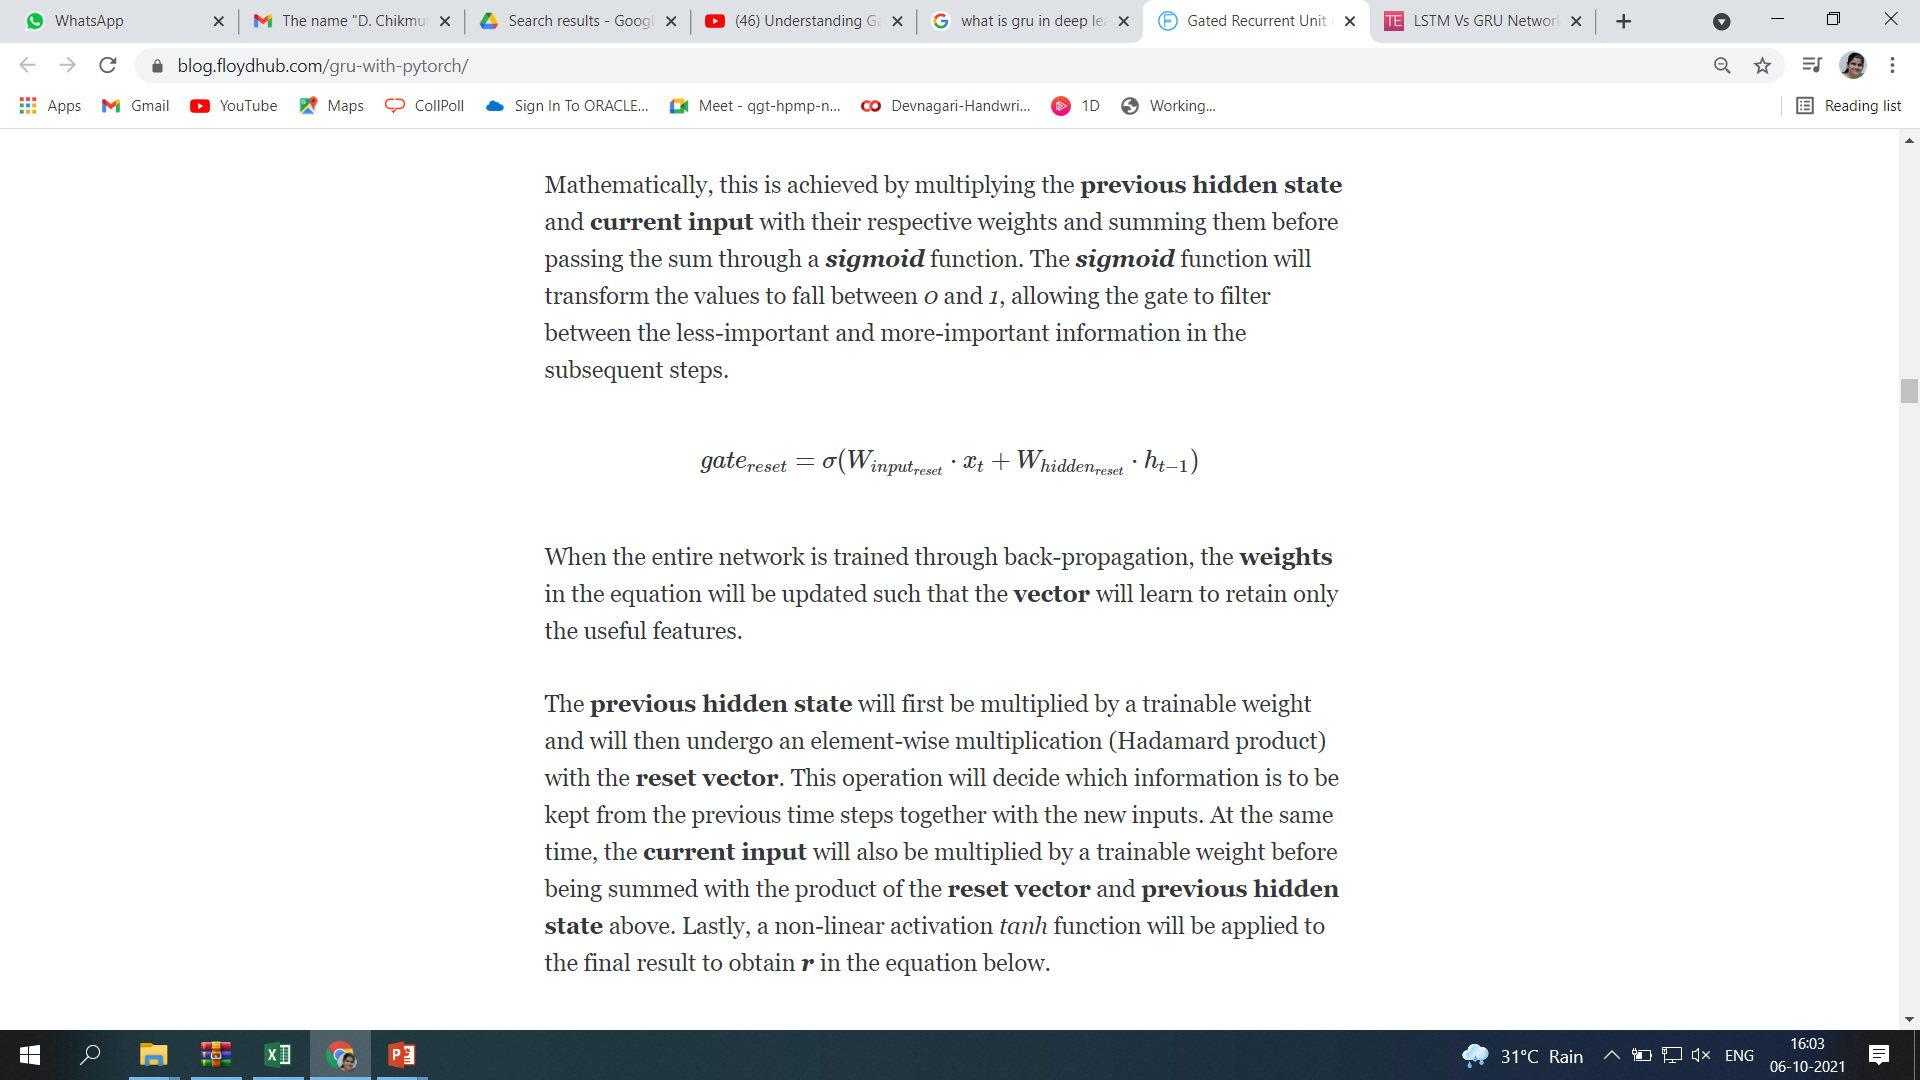 WhatsApp
The name "D. Chikmu
Search results - Googl
(46) Understanding Ga
what is gru in deep lea
Gated Recurrent Unit
LSTM Vs GRU Network
blog.floydhub.com/gru-with-pytorch/
Apps Gmail YouTube Maps CollPoll Sign In To ORACLE... Meet - qgt-hpmp-n... Devnagari-Handwri... 1D Working... Reading list
Mathematically, this is achieved by multiplying the previous hidden state
and current input with their respective weights and summing them before
passing the sum through a sigmoid function. The sigmoid function will
transform the values to fall between 0 and 1, allowing the gate to filter
between the less-important and more-important information in the
subsequent steps.
gate_{reset} = σ(W_{input_{reset}} · x_t + W_{hidden_{reset}} · h_{t−1})
When the entire network is trained through back-propagation, the weights
in the equation will be updated such that the vector will learn to retain only
the useful features.
The previous hidden state will first be multiplied by a trainable weight
and will then undergo an element-wise multiplication (Hadamard product)
with the reset vector. This operation will decide which information is to be
kept from the previous time steps together with the new inputs. At the same
time, the current input will also be multiplied by a trainable weight before
being summed with the product of the reset vector and previous hidden
state above. Lastly, a non-linear activation tanh function will be applied to
the final result to obtain r in the equation below.
31°C Rain
ENG
16:03
06-10-2021